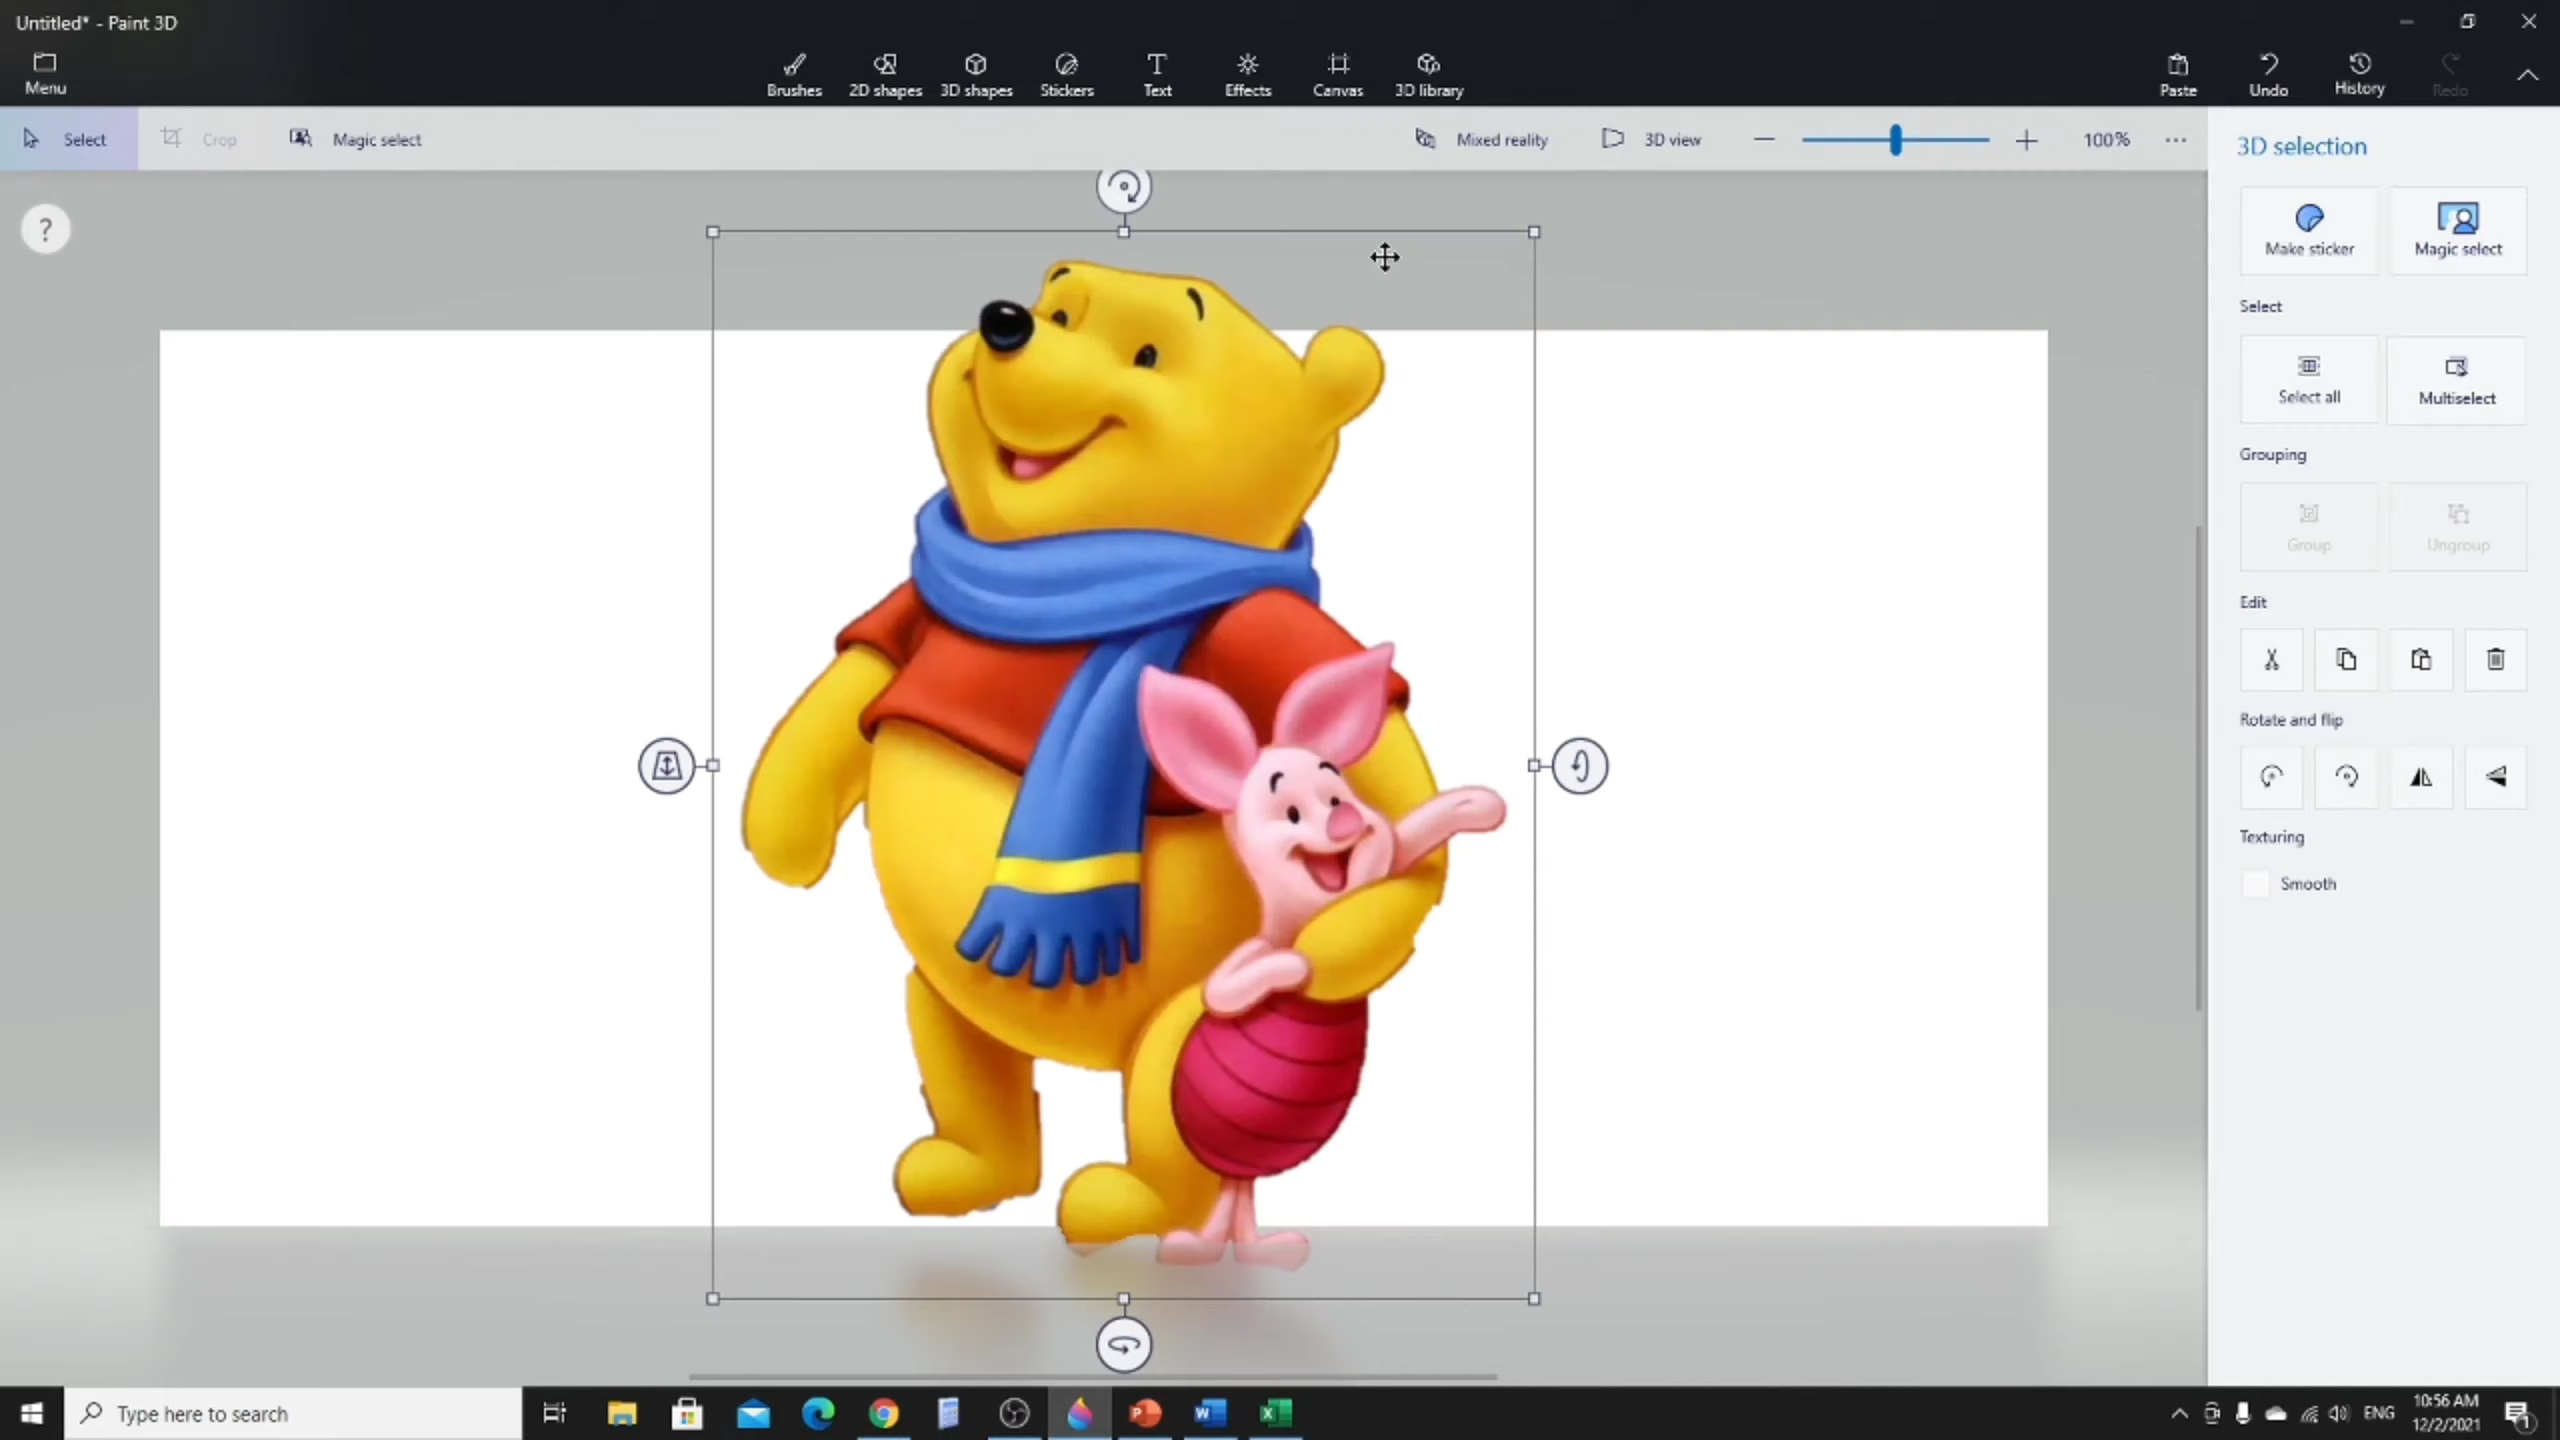 Untitled* - Paint 3D
Menu
Brushes
2D shapes
3D shapes
Stickers
Text
Effects
Canvas
3D library
Paste
Undo
History
Redo
Select
Crop
Magic select
Mixed reality
3D view
100%
3D selection
?
Make sticker
Magic select
Select
Select all
Multiselect
Grouping
Group
Ungroup
Edit
Rotate and flip
Texturing
Smooth
Type here to search
ENG
10:56 AM
12/2/2021
1